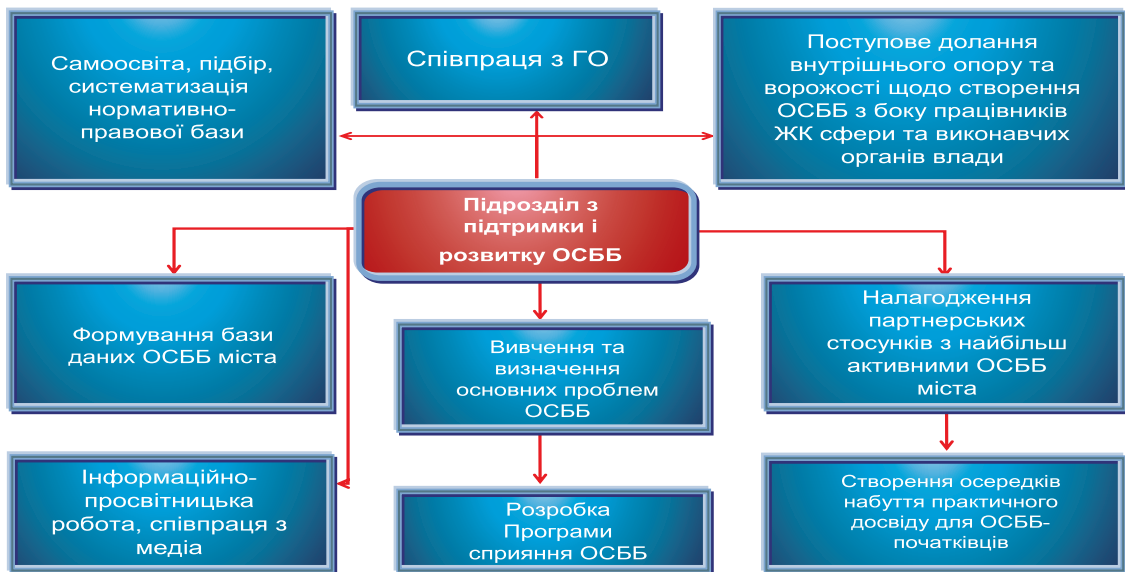 Самоосвіта, підбір,
систематизація
нормативно-
правової бази
Співпраця з ГО
Поступове долання
внутрішнього опору та
ворожості щодо створення
ОСББ з боку працівників
ЖК сфери та виконавчих
органів влади
Підрозділ з
підтримки і
розвитку ОСББ
Формування бази
даних ОСББ міста
Вивчення та
визначення
основних проблем
ОСББ
Налагодження
партнерських
стосунків з найбільш
активними ОСББ
міста
Інформаційно-
просвітницька
робота, співпраця з
медіа
Розробка
Програми
сприяння ОСББ
Створення осередків
набуття практичного
досвіду для ОСББ-
початківців